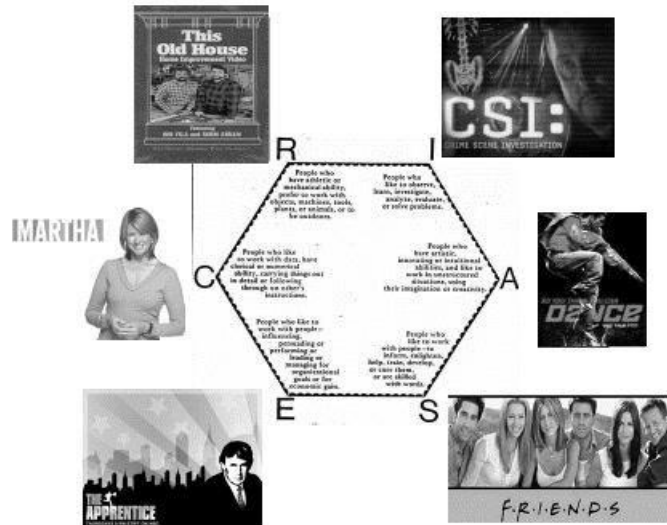 This
Old House
Home Improvement Video
Featuring
CSI:
CRIME SCENE INVESTIGATION
R
I
People who
have athletic or
mechanical ability,
prefer to work with
objects, machines, tools,
plants, or animals, or to
be outdoors.
People who
like to observe,
learn, investigate,
analyze, evaluate,
or solve problems.
MARTHA
C
People who like
to work with data, have
clerical or numerical
ability, carrying things out
in detail or following
through on other's
instructions.
People who
have artistic,
innovating or intuitional
abilities, and like to
work in unstructured
situations, using
their imagination or creativity.
A
DANCE
People who like to
work with people—
influencing,
persuading or
performing or
leading or
managing for
organizational
goals or for
economic gain.
People who
like to work
with people—to
inform, enlighten,
help, train, develop,
or cure them,
or are skilled
with words.
E
S
THE
APPRENTICE
F·R·I·E·N·D·S